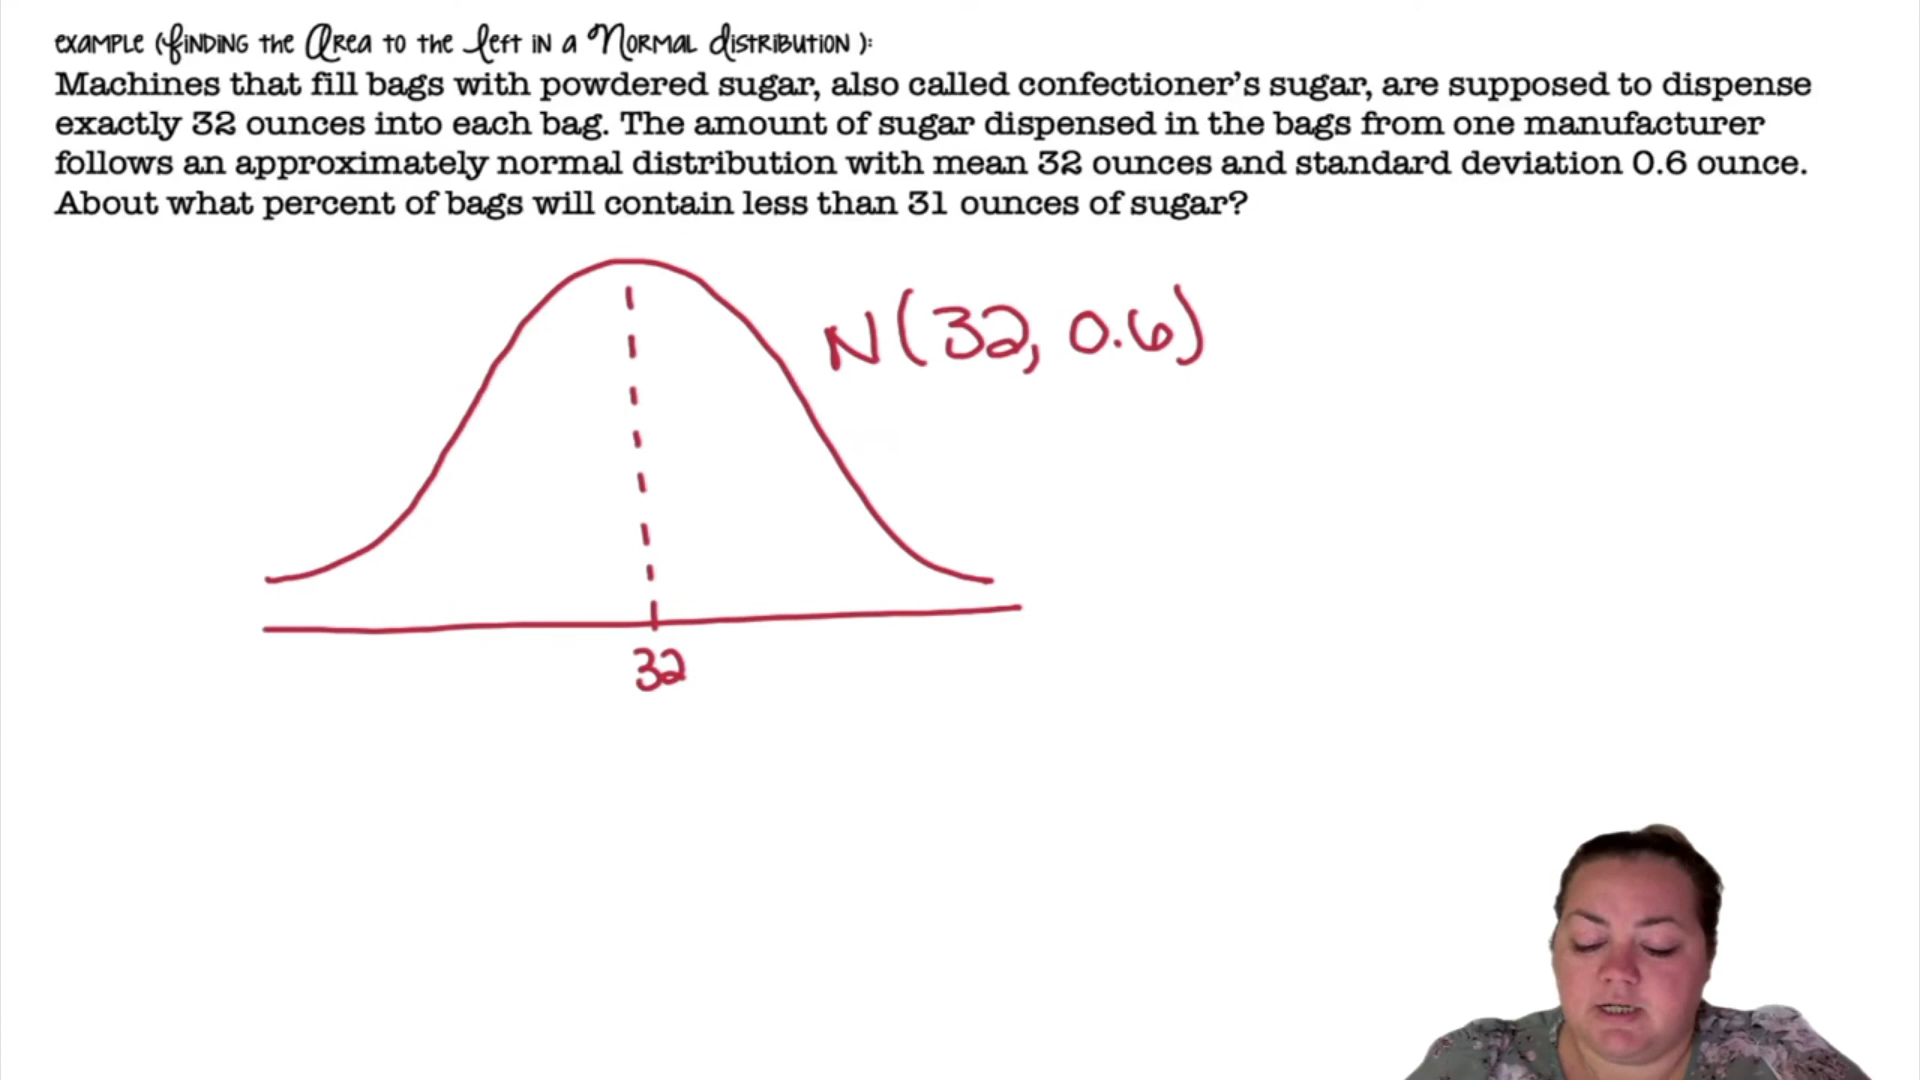 example (Finding the Area to the Left in a Normal Distribution ):
Machines that fill bags with powdered sugar, also called confectioner’s sugar, are supposed to dispense
exactly 32 ounces into each bag. The amount of sugar dispensed in the bags from one manufacturer
follows an approximately normal distribution with mean 32 ounces and standard deviation 0.6 ounce.
About what percent of bags will contain less than 31 ounces of sugar?
N(32, 0.6)
32